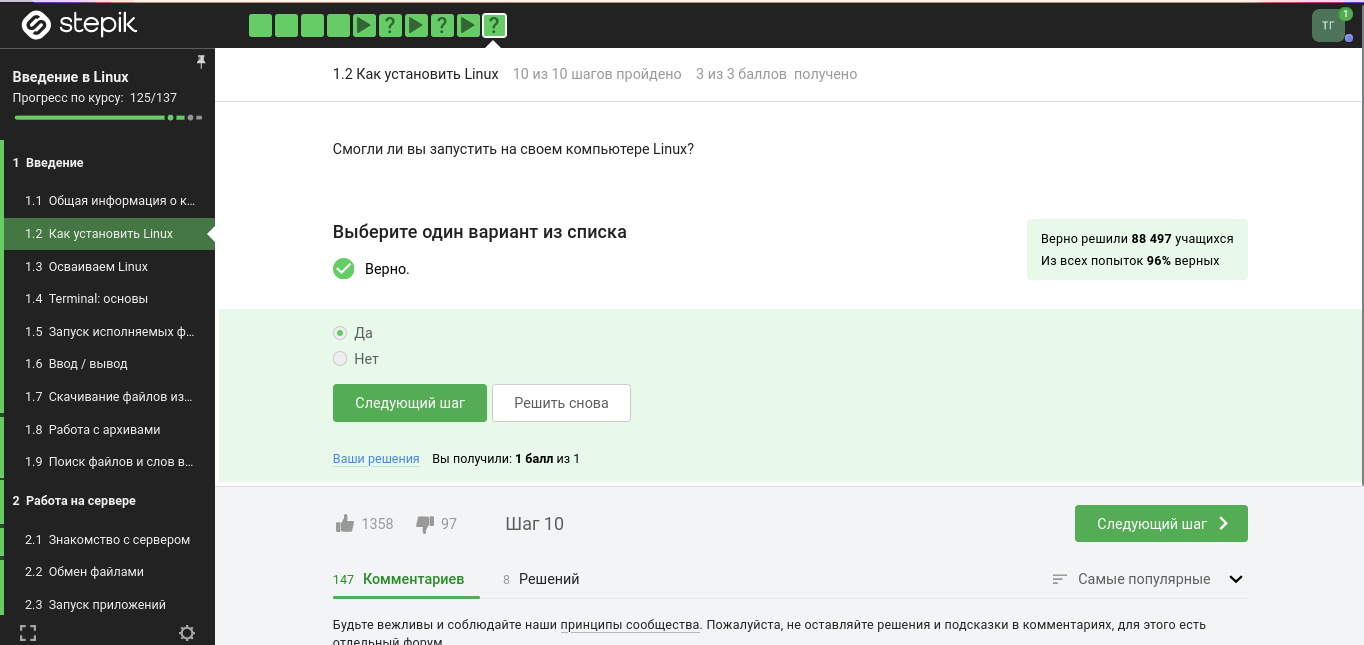 stepik
? ? ?
ТГ 1
Введение в Linux
Прогресс по курсу: 125/137
1 Введение
1.1 Общая информация о к…
1.2 Как установить Linux
1.3 Осваиваем Linux
1.4 Terminal: основы
1.5 Запуск исполняемых ф…
1.6 Ввод / вывод
1.7 Скачивание файлов из…
1.8 Работа с архивами
1.9 Поиск файлов и слов в…
2 Работа на сервере
2.1 Знакомство с сервером
2.2 Обмен файлами
2.3 Запуск приложений
1.2 Как установить Linux 10 из 10 шагов пройдено 3 из 3 баллов получено
Смогли ли вы запустить на своем компьютере Linux?
Выберите один вариант из списка
Верно.
Верно решили 88 497 учащихся
Из всех попыток 96% верных
Да
Нет
Следующий шаг Решить снова
Ваши решения Вы получили: 1 балл из 1
1358 97 Шаг 10 Следующий шаг
147 Комментариев 8 Решений Самые популярные
Будьте вежливы и соблюдайте наши принципы сообщества. Пожалуйста, не оставляйте решения и подсказки в комментариях, для этого есть
отдельный форум.